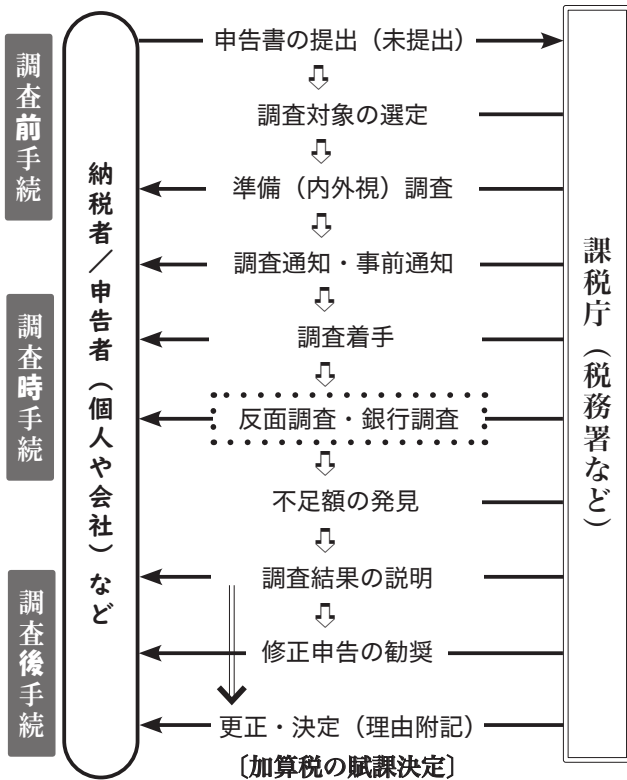 調査前手続
調査時手続
調査後手続
納税者／申告者（個人や会社）など
申告書の提出（未提出）
調査対象の選定
準備（内外視）調査
調査通知・事前通知
調査着手
反面調査・銀行調査
不足額の発見
調査結果の説明
修正申告の勧奨
更正・決定（理由附記）
〔加算税の賦課決定〕
課税庁（税務署など）